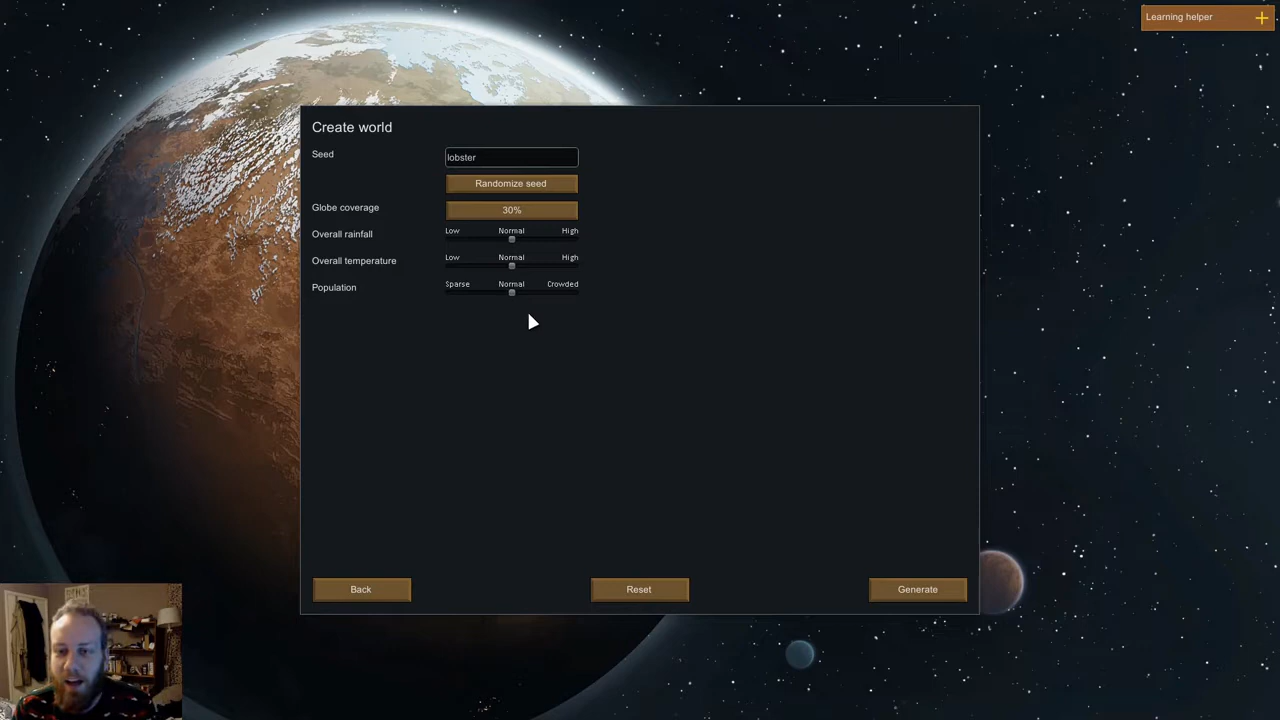 Learning helper
Create world
Seed
lobster
Randomize seed
Globe coverage
30%
Overall rainfall
Low Normal High
Overall temperature
Low Normal High
Population
Sparse Normal Crowded
Back
Reset
Generate